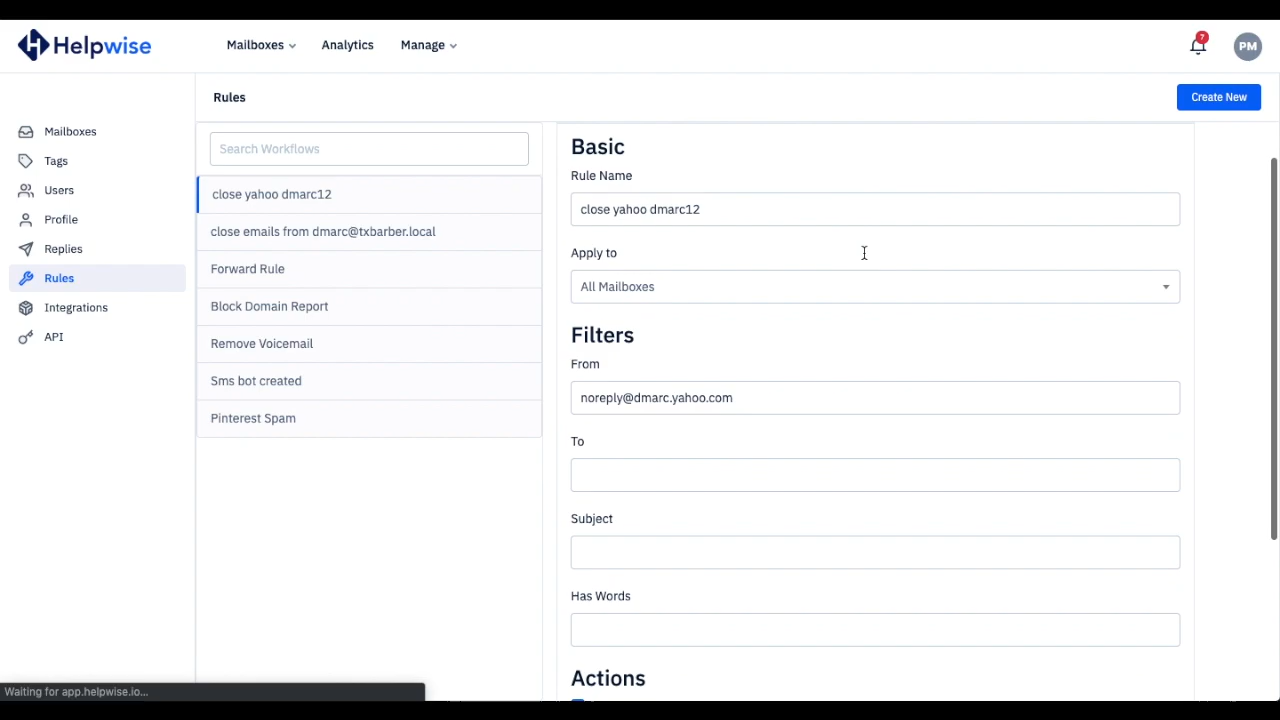 Helpwise
Mailboxes
Analytics
Manage
7
PM
Rules
Create New
Mailboxes
Tags
Users
Profile
Replies
Rules
Integrations
API
Search Workflows
close yahoo dmarc12
close emails from dmarc@txbarber.local
Forward Rule
Block Domain Report
Remove Voicemail
Sms bot created
Pinterest Spam
Basic
Rule Name
close yahoo dmarc12
Apply to
All Mailboxes
Filters
From
noreply@dmarc.yahoo.com
To
Subject
Has Words
Actions
Waiting for app.helpwise.io...